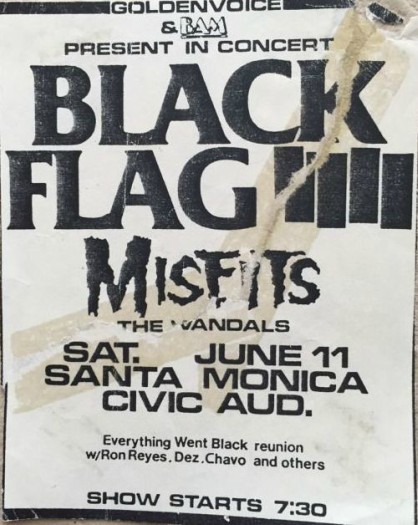 GOLDENVOICE
& BAM
PRESENT IN CONCERT
BLACK
FLAG
MISFITS
THE VANDALS
SAT. JUNE 11
SANTA MONICA
CIVIC AUD.
Everything Went Black reunion
w/Ron Reyes, Dez, Chavo and others
SHOW STARTS 7:30